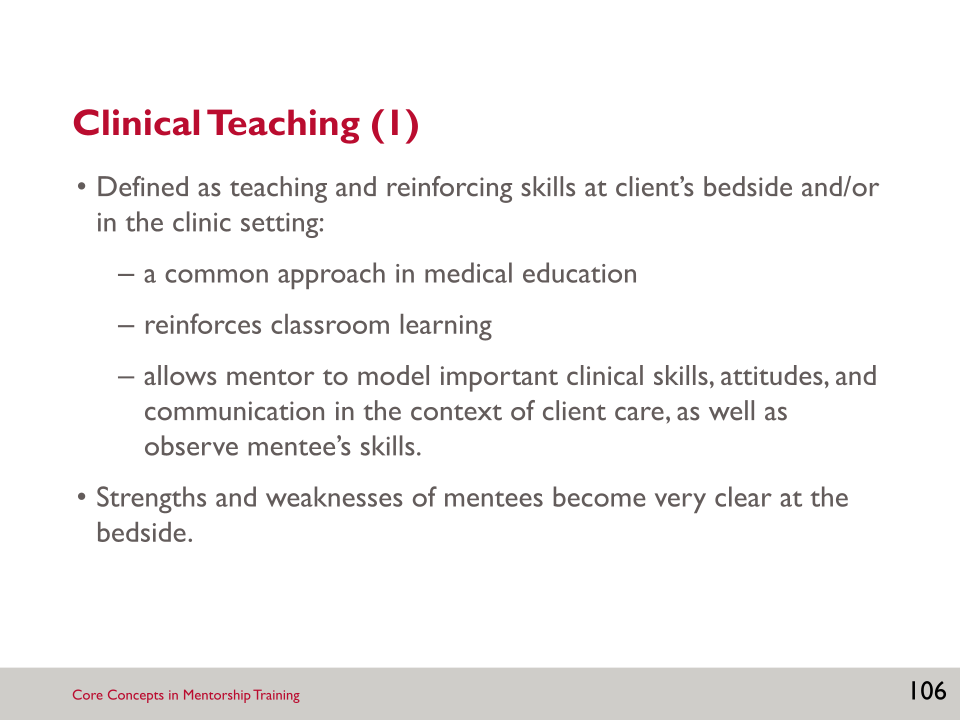 Clinical Teaching (1)
• Defined as teaching and reinforcing skills at client’s bedside and/or
in the clinic setting:
– a common approach in medical education
– reinforces classroom learning
– allows mentor to model important clinical skills, attitudes, and
communication in the context of client care, as well as
observe mentee’s skills.
• Strengths and weaknesses of mentees become very clear at the
bedside.
Core Concepts in Mentorship Training
106